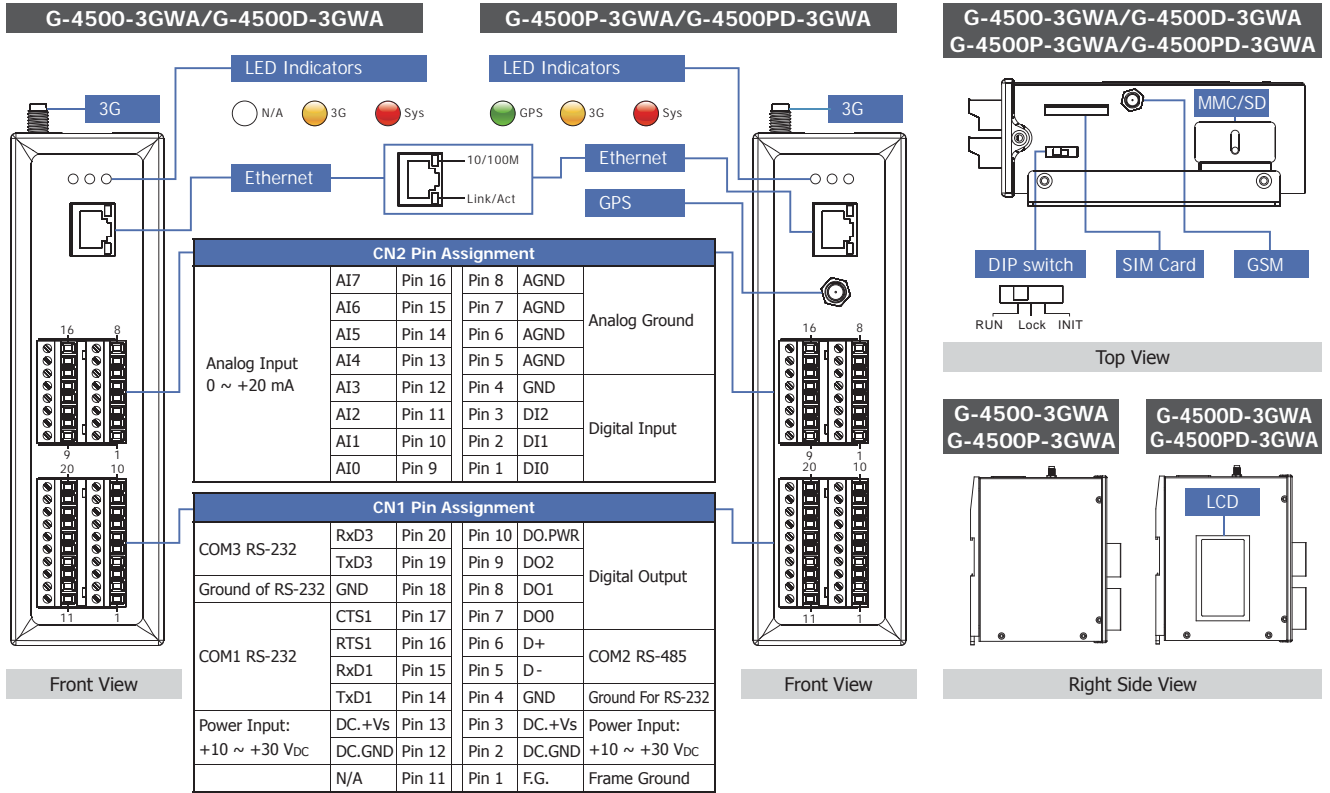 G-4500-3GWA/G-4500D-3GWA
G-4500P-3GWA/G-4500PD-3GWA
G-4500-3GWA/G-4500D-3GWA
G-4500P-3GWA/G-4500PD-3GWA
LED Indicators
LED Indicators
3G
N/A 3G Sys
GPS 3G Sys
3G
MMC/SD
Ethernet
10/100M
Link/Act
Ethernet
GPS
DIP switch
SIM Card
GSM
RUN Lock INIT
Top View
CN2 Pin Assignment
Analog Input
0 ~ +20 mA
AI7 Pin 16 Pin 8 AGND
AI6 Pin 15 Pin 7 AGND
AI5 Pin 14 Pin 6 AGND
AI4 Pin 13 Pin 5 AGND
Analog Ground
AI3 Pin 12 Pin 4 GND
AI2 Pin 11 Pin 3 DI2
AI1 Pin 10 Pin 2 DI1
AI0 Pin 9 Pin 1 DI0
Digital Input
16 8
9 1
20 10
11 1
16 8
9 1
20 10
11 1
CN1 Pin Assignment
COM3 RS-232
RxD3 Pin 20 Pin 10 DO.PWR
TxD3 Pin 19 Pin 9 DO2
Ground of RS-232 GND Pin 18 Pin 8 DO1
CTS1 Pin 17 Pin 7 DO0
Digital Output
COM1 RS-232
RTS1 Pin 16 Pin 6 D+
RxD1 Pin 15 Pin 5 D-
COM2 RS-485
TxD1 Pin 14 Pin 4 GND Ground For RS-232
Power Input:
+10 ~ +30 VDC
DC.+Vs Pin 13 Pin 3 DC.+Vs
DC.GND Pin 12 Pin 2 DC.GND
Power Input:
+10 ~ +30 VDC
N/A Pin 11 Pin 1 F.G. Frame Ground
Front View
Front View
G-4500-3GWA
G-4500P-3GWA
G-4500D-3GWA
G-4500PD-3GWA
LCD
Right Side View